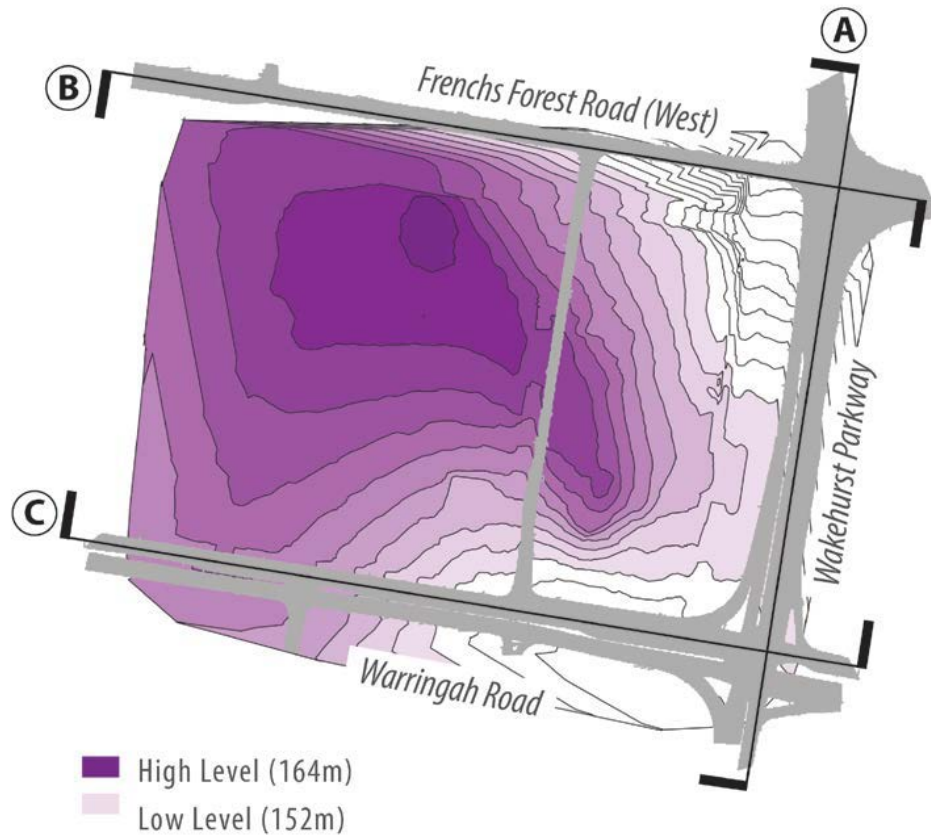 A
B
Frenchs Forest Road (West)
Wakehurst Parkway
C
Warringah Road
High Level (164m)
Low Level (152m)